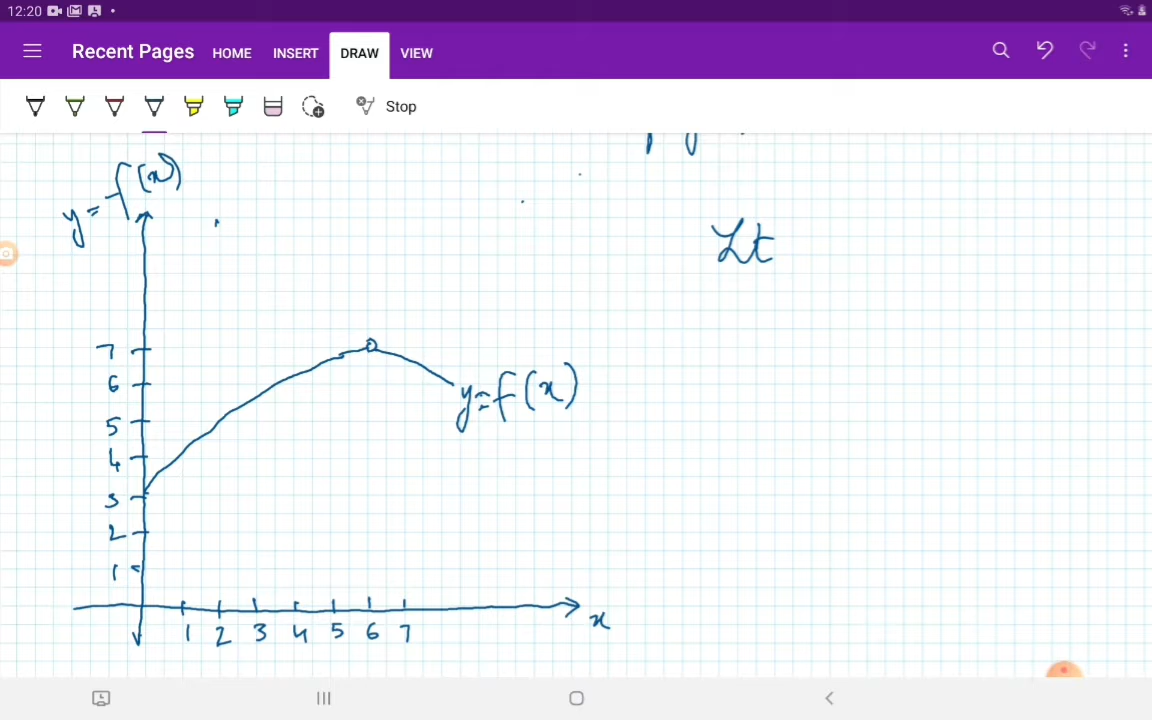 12:20
Recent Pages HOME INSERT DRAW VIEW
Stop
y=f(x)
Lt
7
6
y=f(x)
5
4
3
2
1
1 2 3 4 5 6 7
x